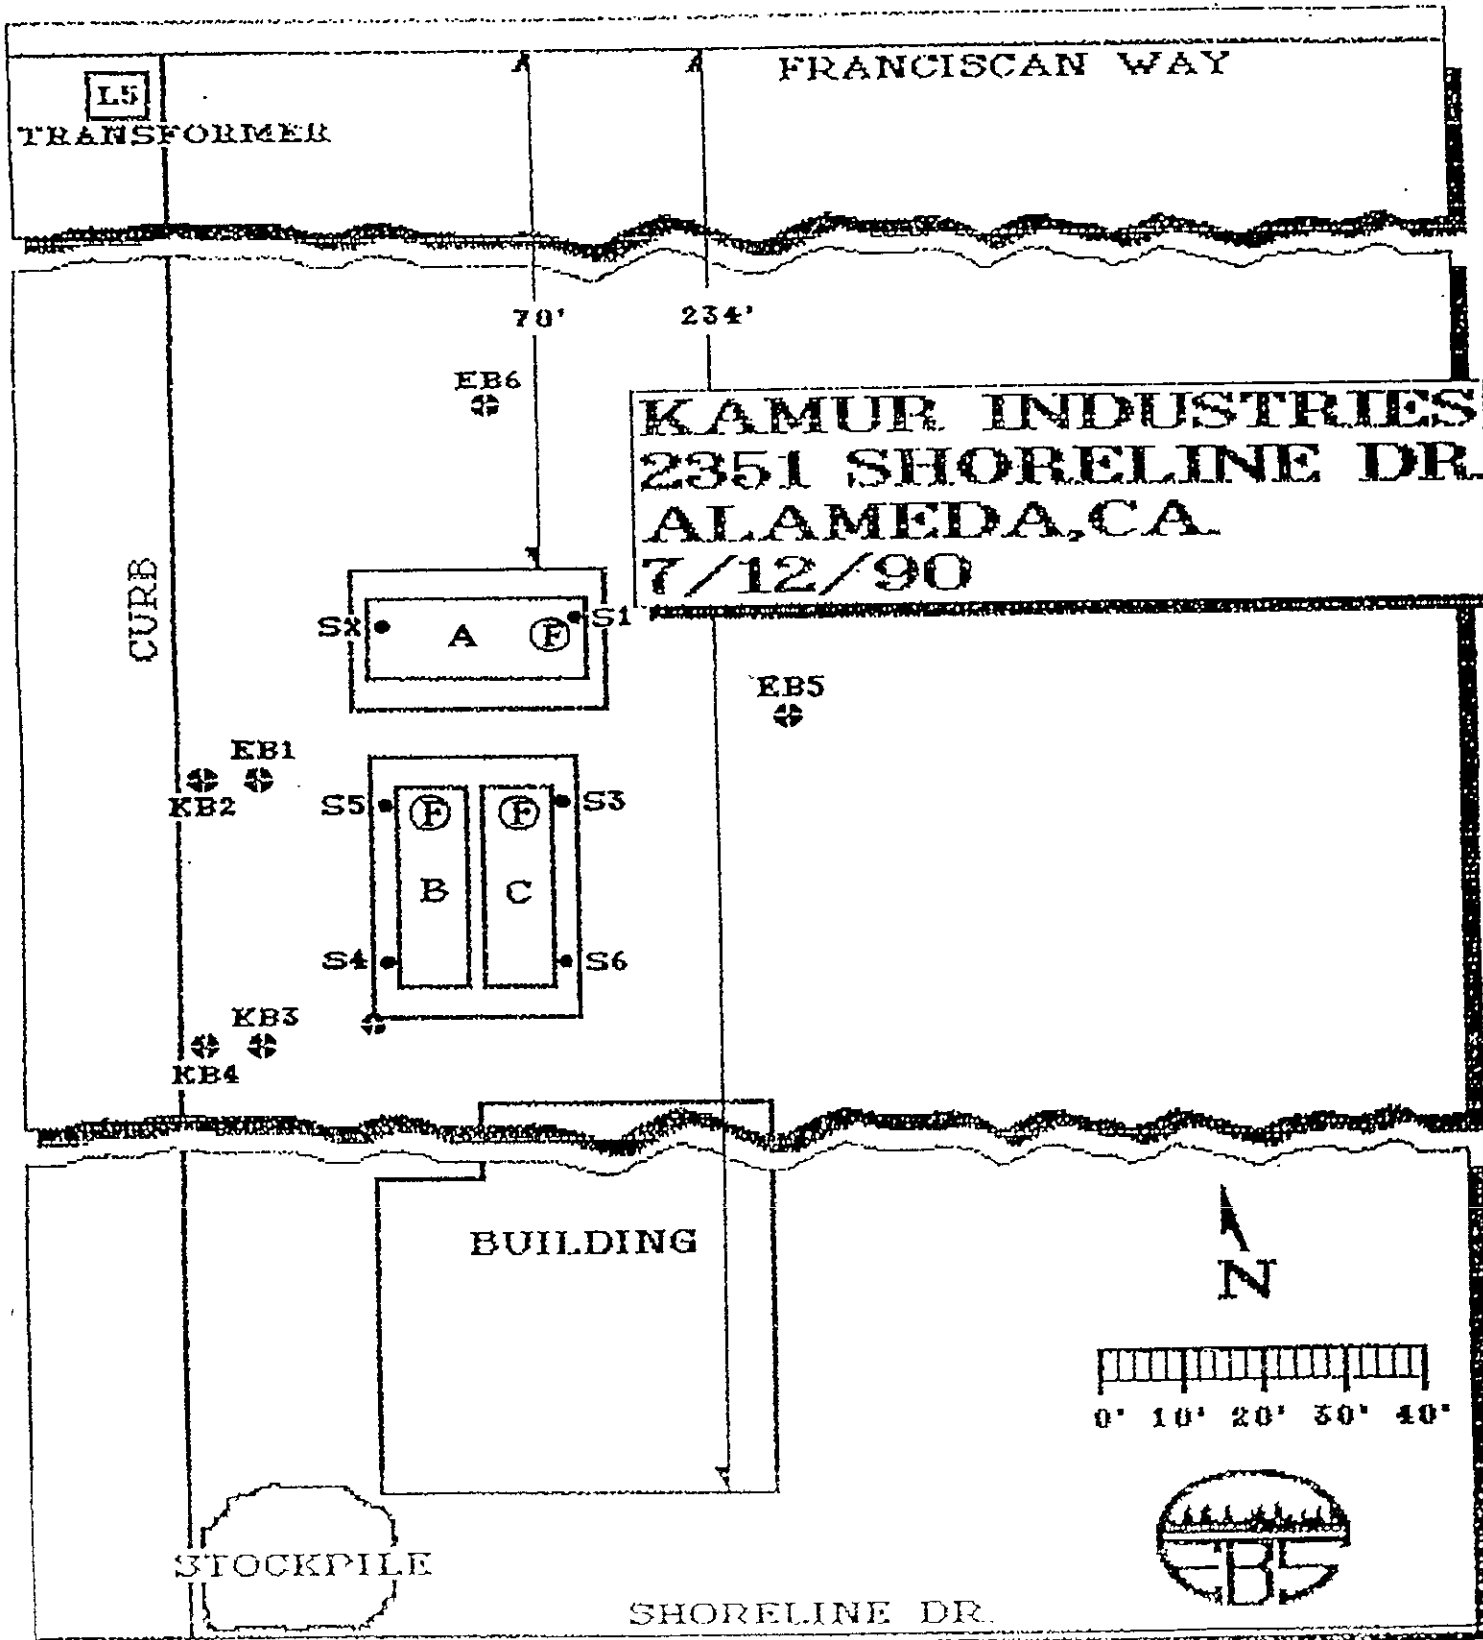 FRANCISCAN WAY
L5
TRANSFORMER
70'
234'
EB6
KAMUR INDUSTRIES
2351 SHORELINE DR.
ALAMEDA,CA.
7/12/90
CURB
S2
A
F
S1
EB5
EB1
KB2
S5
F
F
S3
B
C
S4
S6
KB3
KB4
BUILDING
N
0' 10' 20' 30' 40'
STOCKPILE
SHORELINE DR.